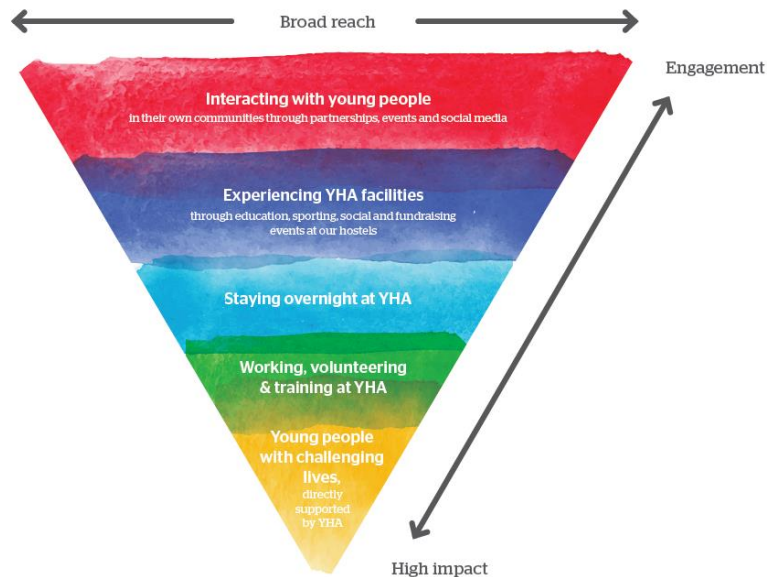 Broad reach
Engagement
Interacting with young people
in their own communities through partnerships, events and social media
Experiencing YHA facilities
through education, sporting, social and fundraising
events at our hostels
Staying overnight at YHA
Working, volunteering
& training at YHA
Young people
with challenging
lives,
directly
supported
by YHA
High impact